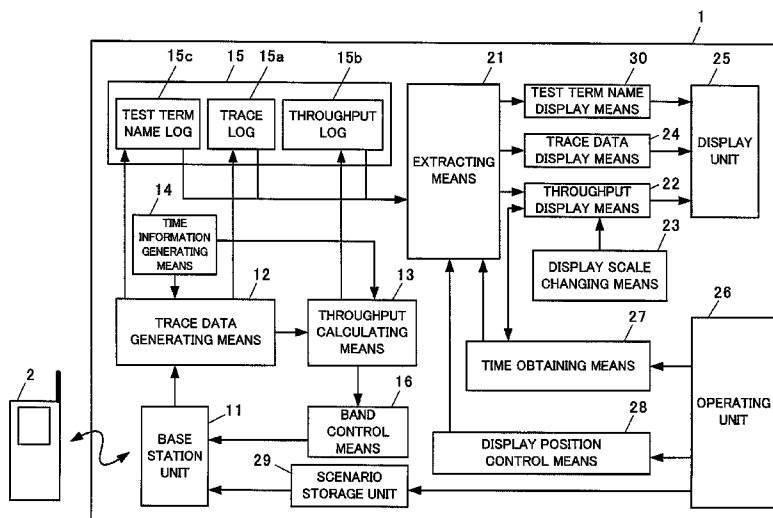 1
15c
15
15a
15b
21
30
25
TEST TERM
NAME LOG
TRACE
LOG
THROUGHPUT
LOG
EXTRACTING
MEANS
TEST TERM NAME
DISPLAY MEANS
24
TRACE DATA
DISPLAY MEANS
DISPLAY
UNIT
22
THROUGHPUT
DISPLAY MEANS
14
TIME
INFORMATION
GENERATING
MEANS
23
DISPLAY SCALE
CHANGING MEANS
12
13
26
TRACE DATA
GENERATING MEANS
THROUGHPUT
CALCULATING
MEANS
27
TIME OBTAINING MEANS
2
11
16
28
OPERATING
UNIT
BASE
STATION
UNIT
BAND
CONTROL
MEANS
DISPLAY POSITION
CONTROL MEANS
29
SCENARIO
STORAGE UNIT